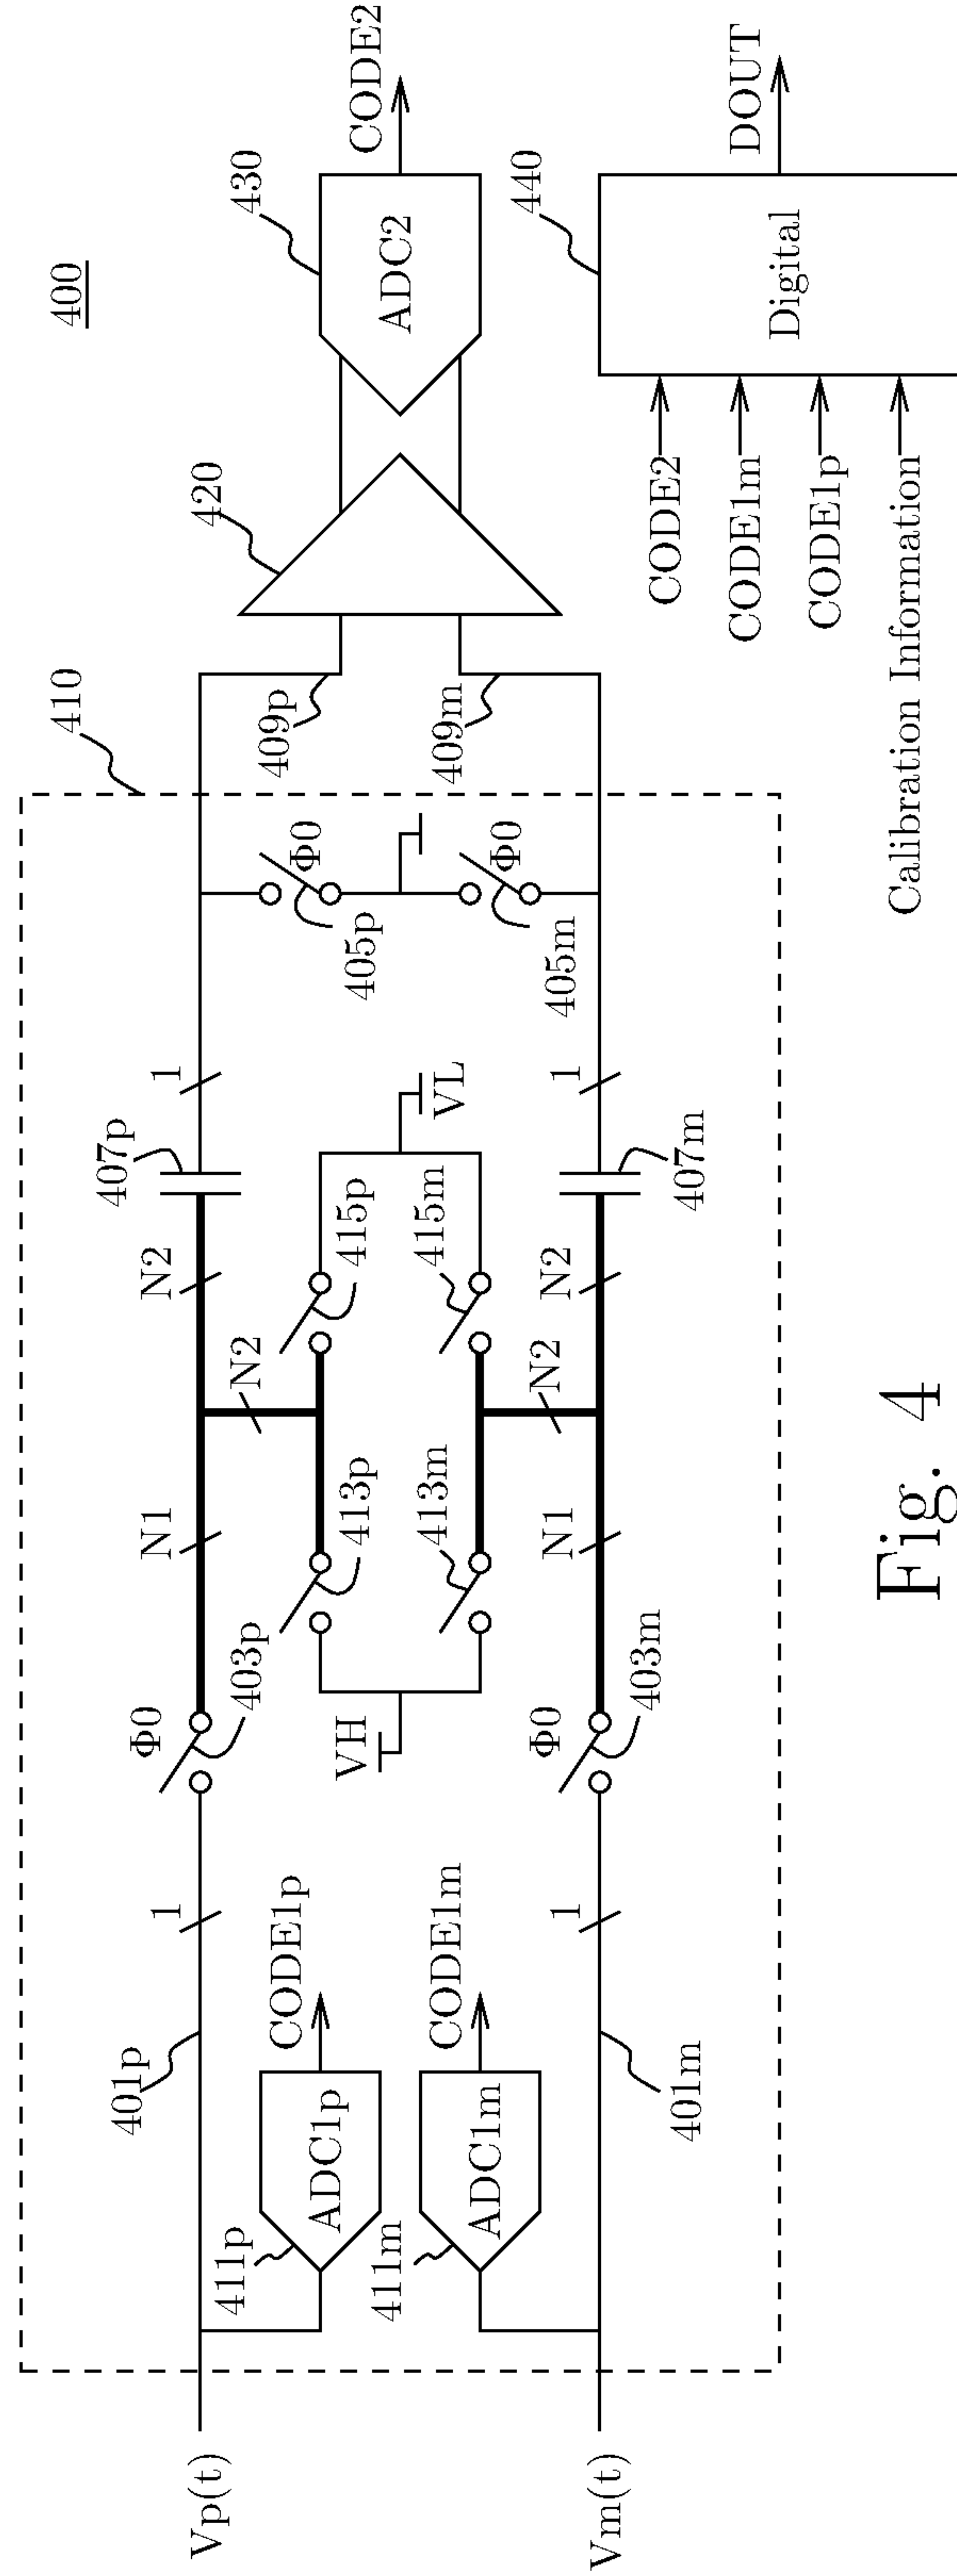 400
410
Vp(t)
401p
1
Φ0
403p
N1
N2
407p
1
411p
ADC1p
CODE1p
VH
413p
N2
415p
VL
405p
Φ0
409p
420
430
ADC2
CODE2
411m
ADC1m
CODE1m
413m
N2
415m
405m
Φ0
409m
Vm(t)
401m
1
Φ0
403m
N1
N2
407m
1
440
CODE2
CODE1m
CODE1p
Calibration Information
Digital
DOUT
Fig. 4